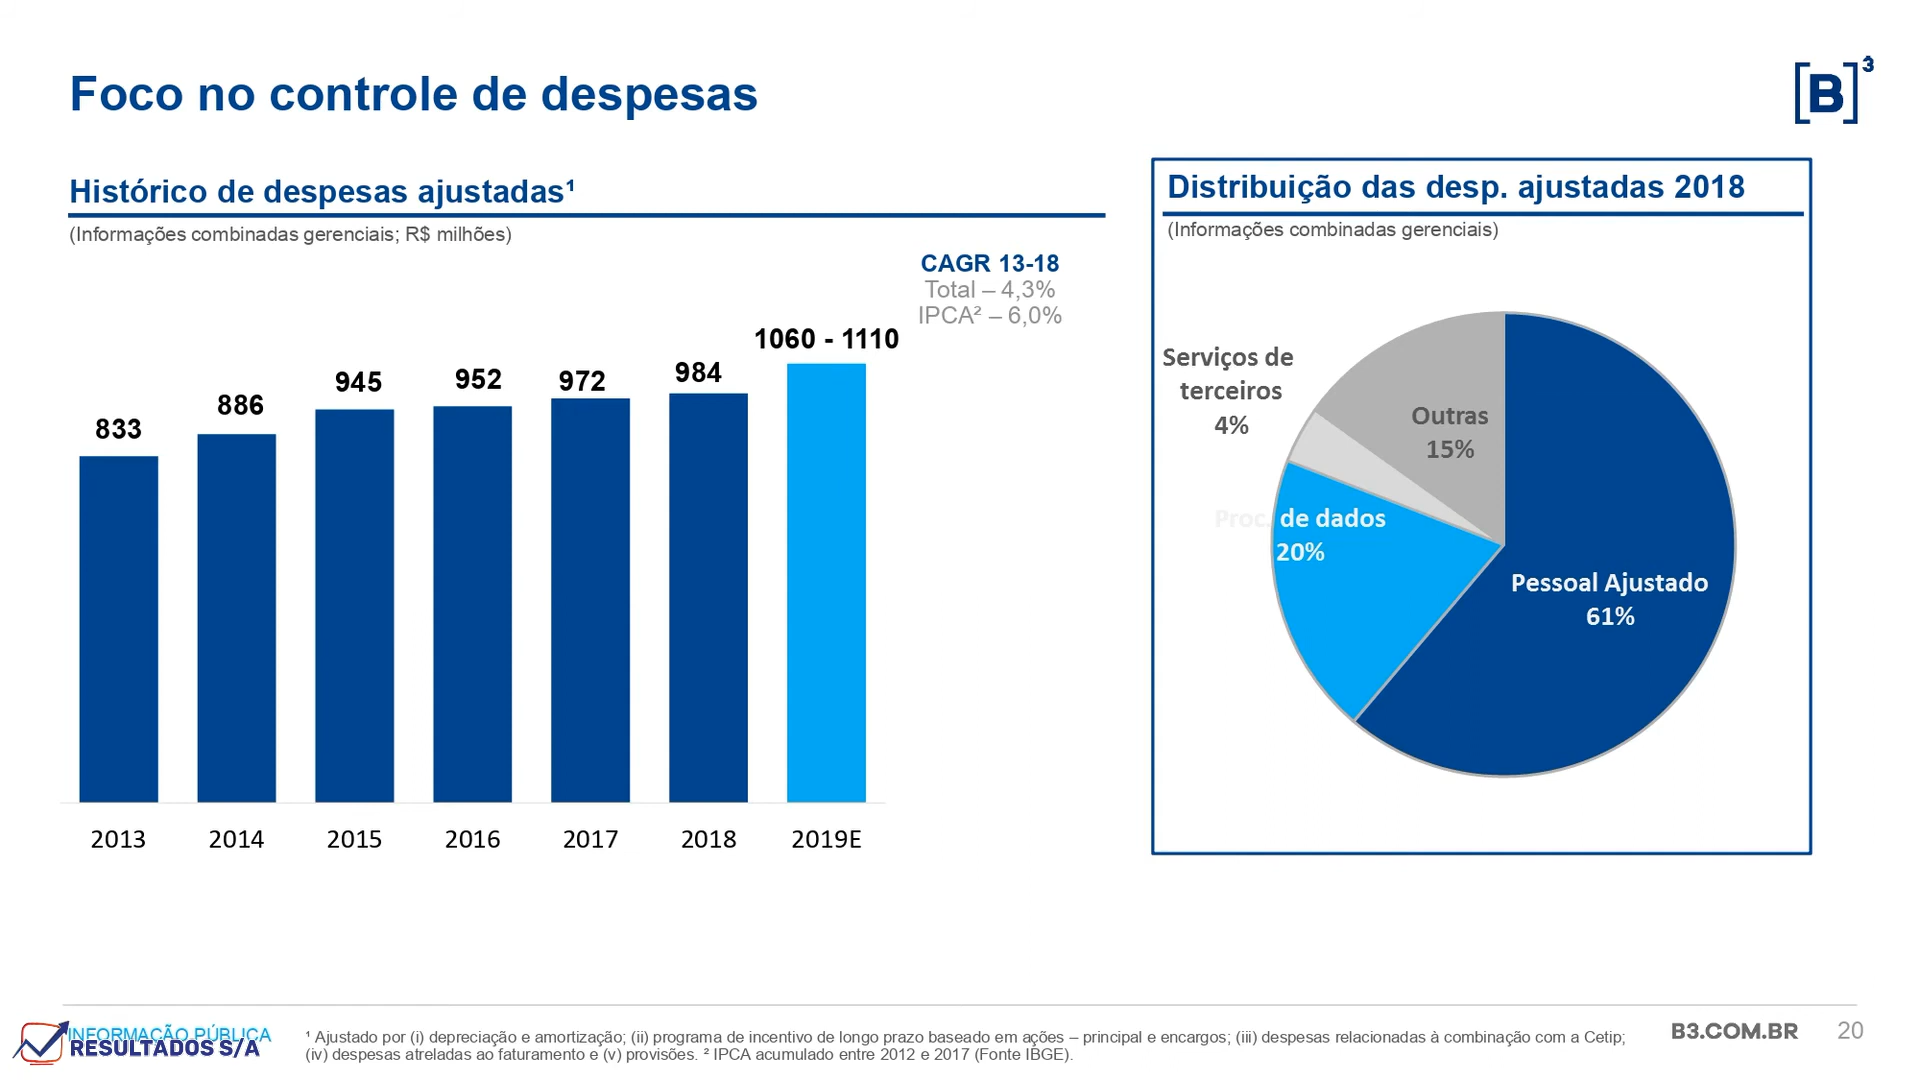 Foco no controle de despesas
[B]³
Histórico de despesas ajustadas¹
(Informações combinadas gerenciais; R$ milhões)
CAGR 13-18
Total – 4,3%
IPCA² – 6,0%
833
886
945
952
972
984
1060 - 1110
2013
2014
2015
2016
2017
2018
2019E
Distribuição das desp. ajustadas 2018
(Informações combinadas gerenciais)
Serviços de
terceiros
4%
Outras
15%
Proc. de dados
20%
Pessoal Ajustado
61%
INFORMAÇÃO PÚBLICA
RESULTADOS S/A
¹ Ajustado por (i) depreciação e amortização; (ii) programa de incentivo de longo prazo baseado em ações – principal e encargos; (iii) despesas relacionadas à combinação com a Cetip;
(iv) despesas atreladas ao faturamento e (v) provisões. ² IPCA acumulado entre 2012 e 2017 (Fonte IBGE).
B3.COM.BR
20